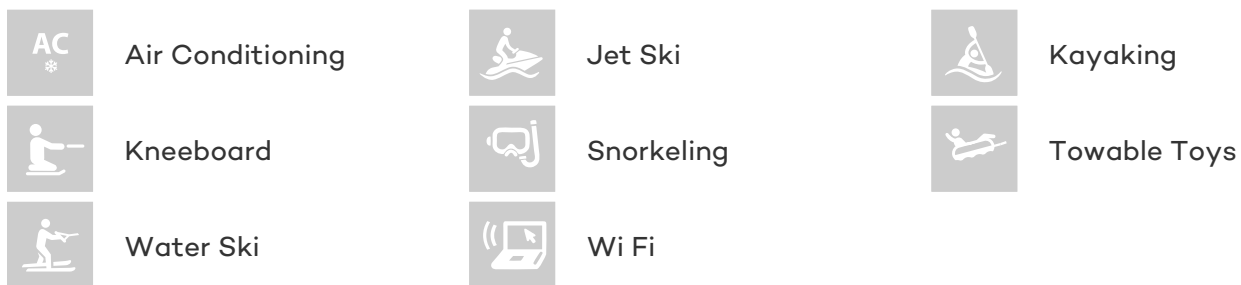 AC
Air Conditioning
Jet Ski
Kayaking
Kneeboard
Snorkeling
Towable Toys
Water Ski
Wi Fi